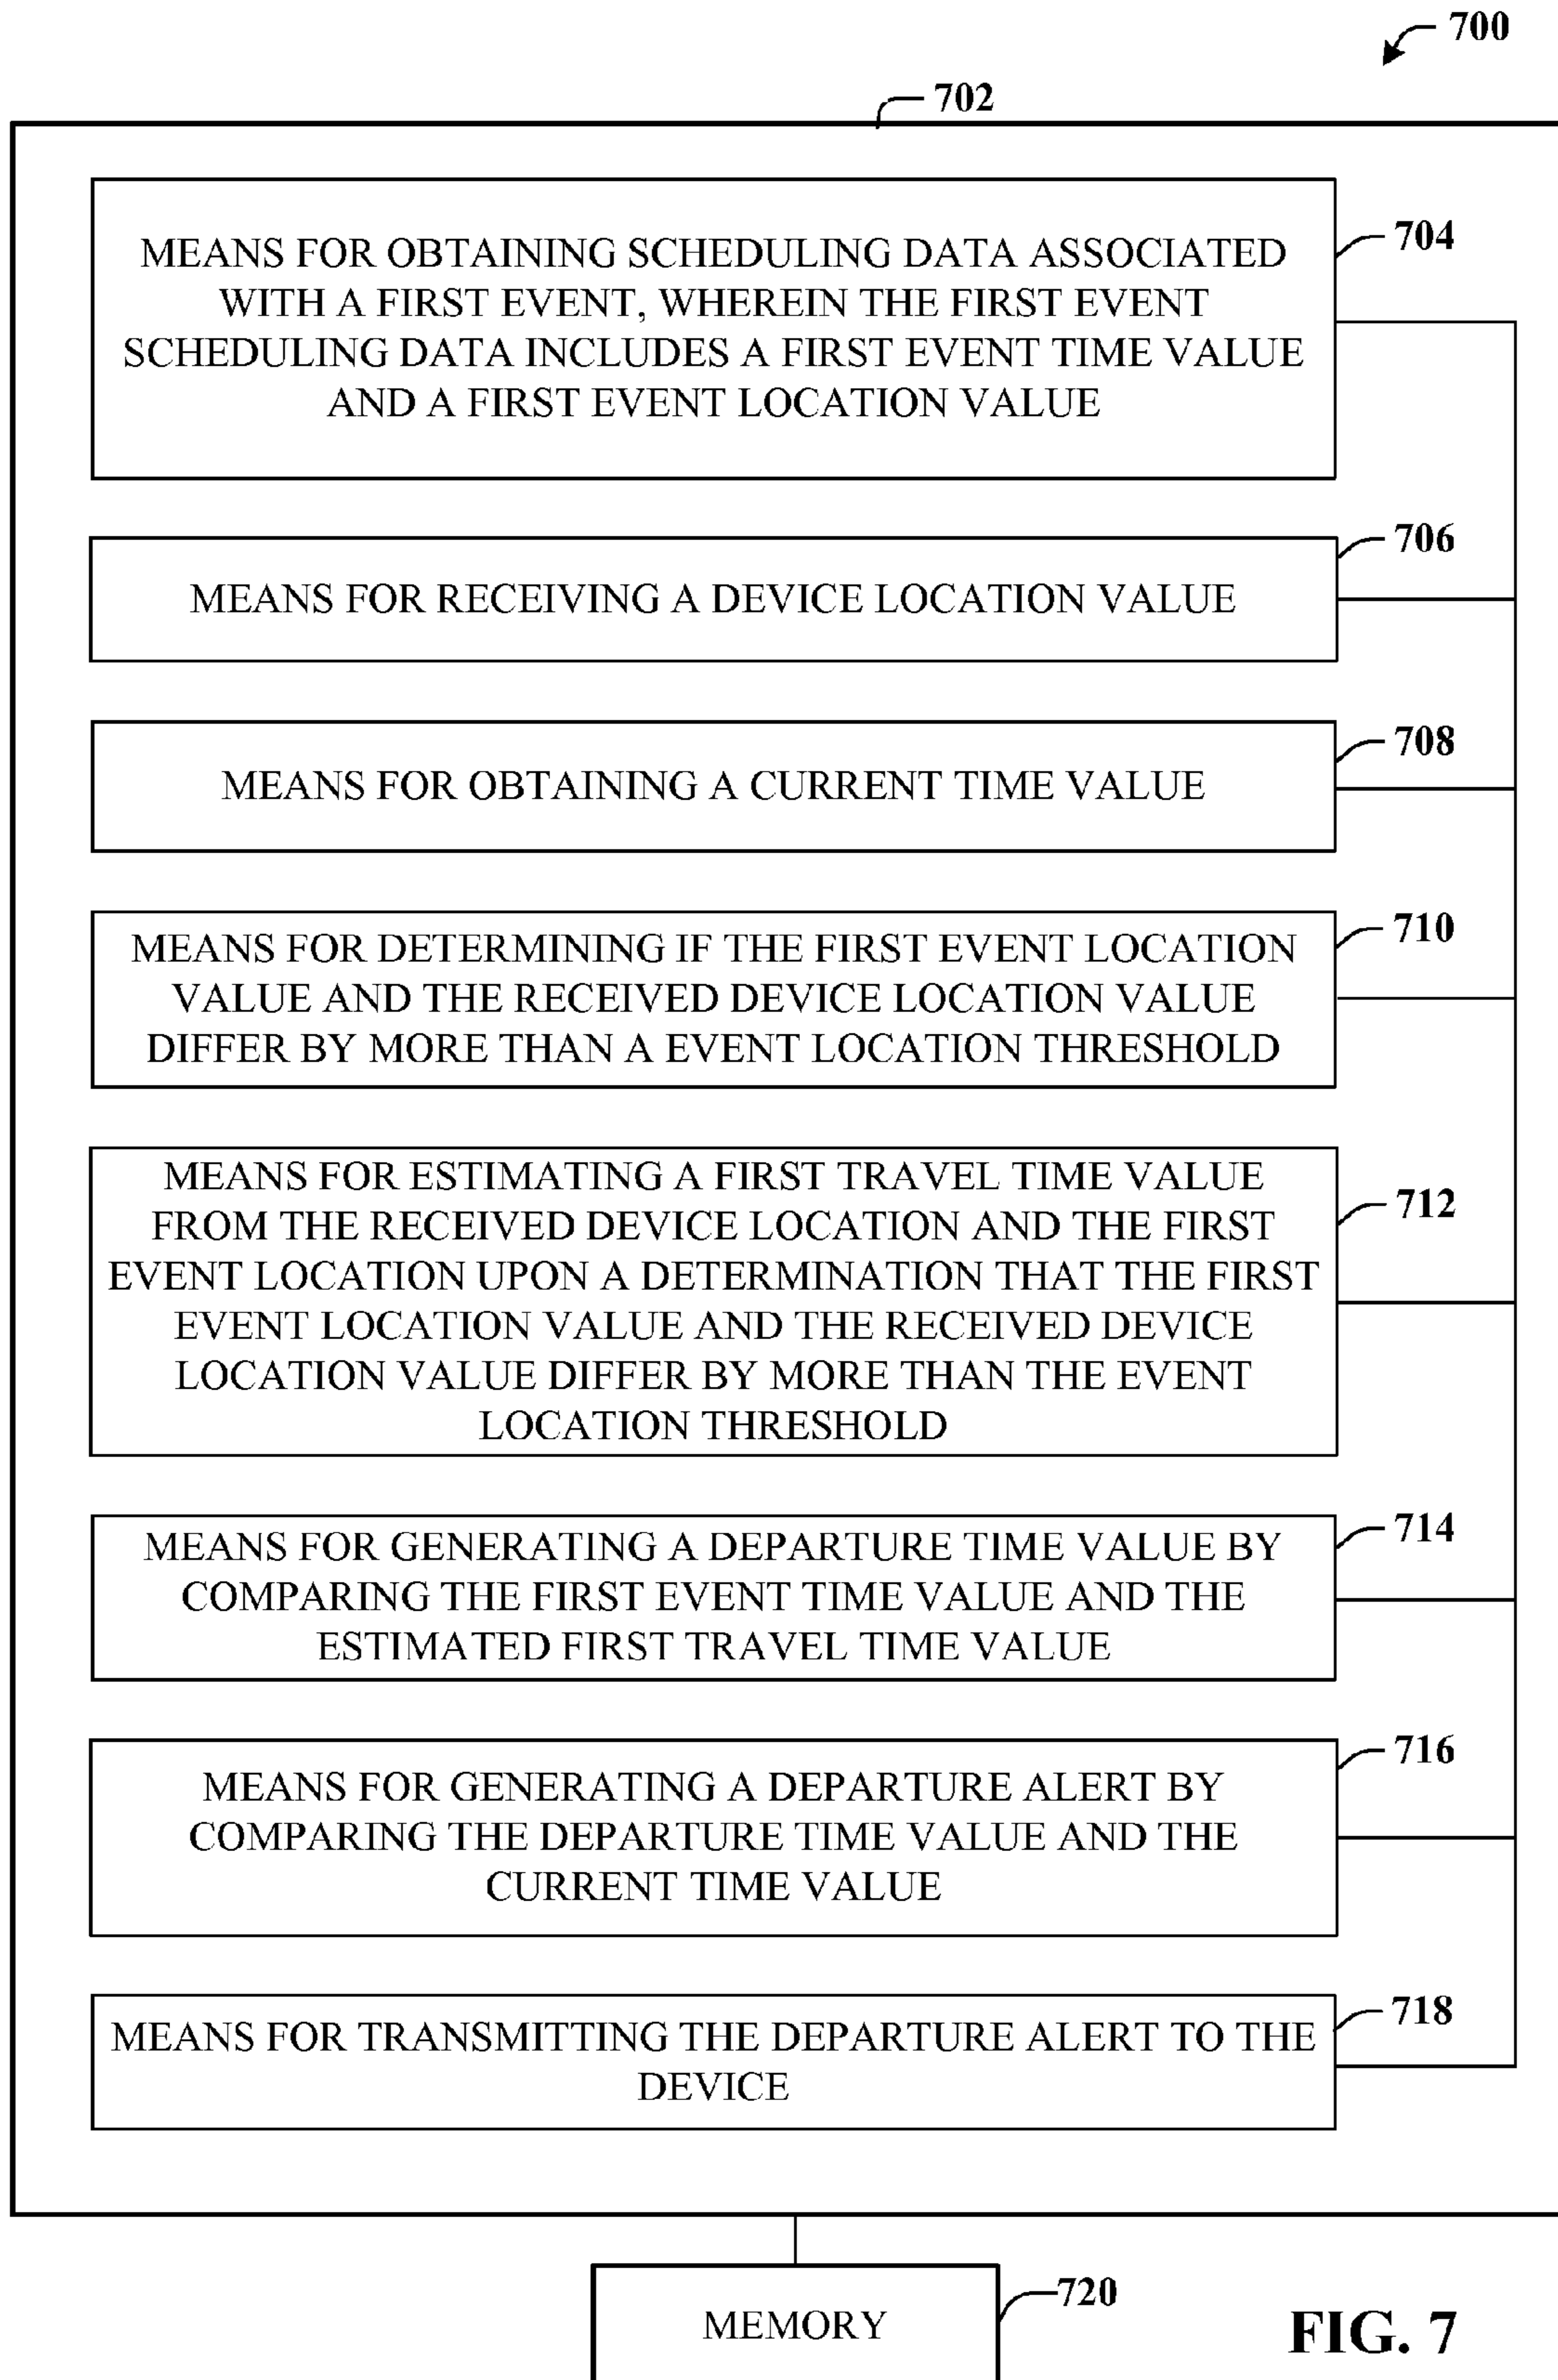 700
702
MEANS FOR OBTAINING SCHEDULING DATA ASSOCIATED
WITH A FIRST EVENT, WHEREIN THE FIRST EVENT
SCHEDULING DATA INCLUDES A FIRST EVENT TIME VALUE
AND A FIRST EVENT LOCATION VALUE
704
MEANS FOR RECEIVING A DEVICE LOCATION VALUE
706
MEANS FOR OBTAINING A CURRENT TIME VALUE
708
MEANS FOR DETERMINING IF THE FIRST EVENT LOCATION
VALUE AND THE RECEIVED DEVICE LOCATION VALUE
DIFFER BY MORE THAN A EVENT LOCATION THRESHOLD
710
MEANS FOR ESTIMATING A FIRST TRAVEL TIME VALUE
FROM THE RECEIVED DEVICE LOCATION AND THE FIRST
EVENT LOCATION UPON A DETERMINATION THAT THE FIRST
EVENT LOCATION VALUE AND THE RECEIVED DEVICE
LOCATION VALUE DIFFER BY MORE THAN THE EVENT
LOCATION THRESHOLD
712
MEANS FOR GENERATING A DEPARTURE TIME VALUE BY
COMPARING THE FIRST EVENT TIME VALUE AND THE
ESTIMATED FIRST TRAVEL TIME VALUE
714
MEANS FOR GENERATING A DEPARTURE ALERT BY
COMPARING THE DEPARTURE TIME VALUE AND THE
CURRENT TIME VALUE
716
MEANS FOR TRANSMITTING THE DEPARTURE ALERT TO THE
DEVICE
718
MEMORY
720
FIG. 7